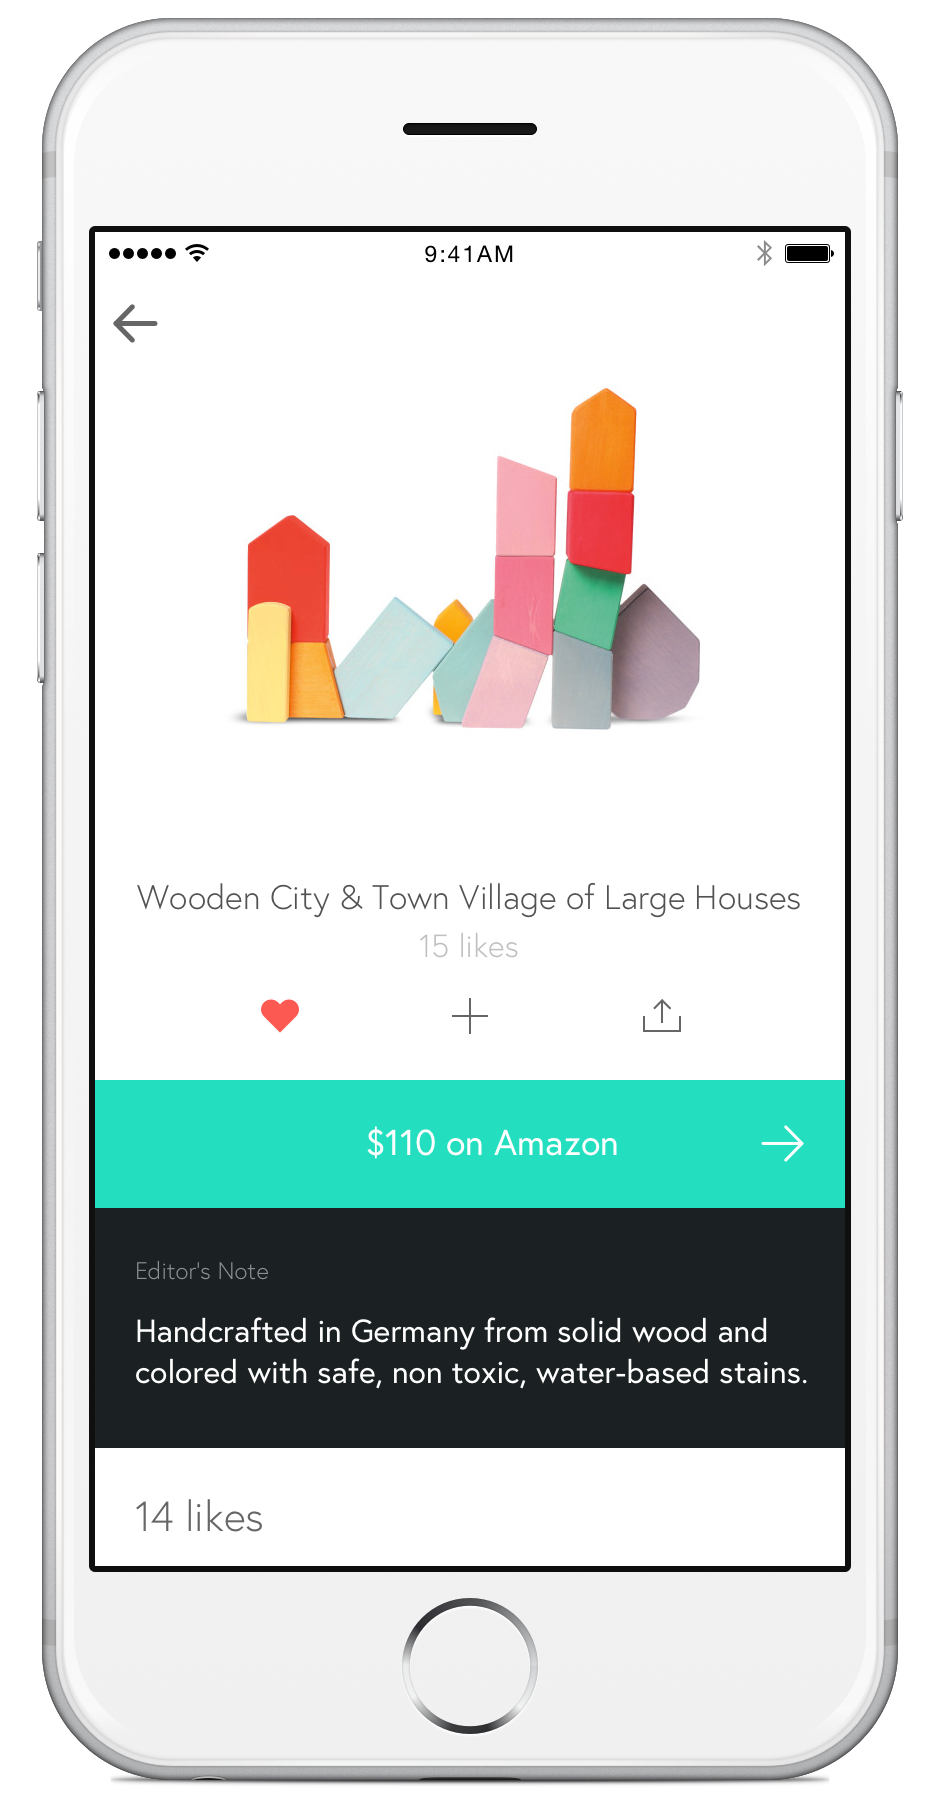 9:41AM
Wooden City & Town Village of Large Houses
15 likes
$110 on Amazon
Editor's Note
Handcrafted in Germany from solid wood and
colored with safe, non toxic, water-based stains.
14 likes